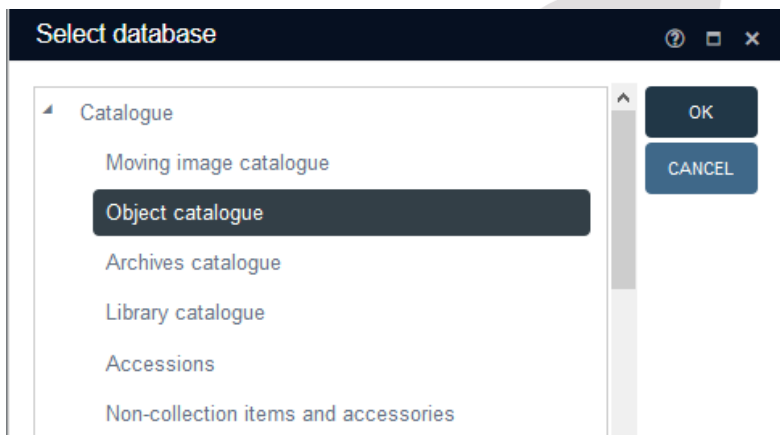 Select database
Catalogue
OK
Moving image catalogue
CANCEL
Object catalogue
Archives catalogue
Library catalogue
Accessions
Non-collection items and accessories